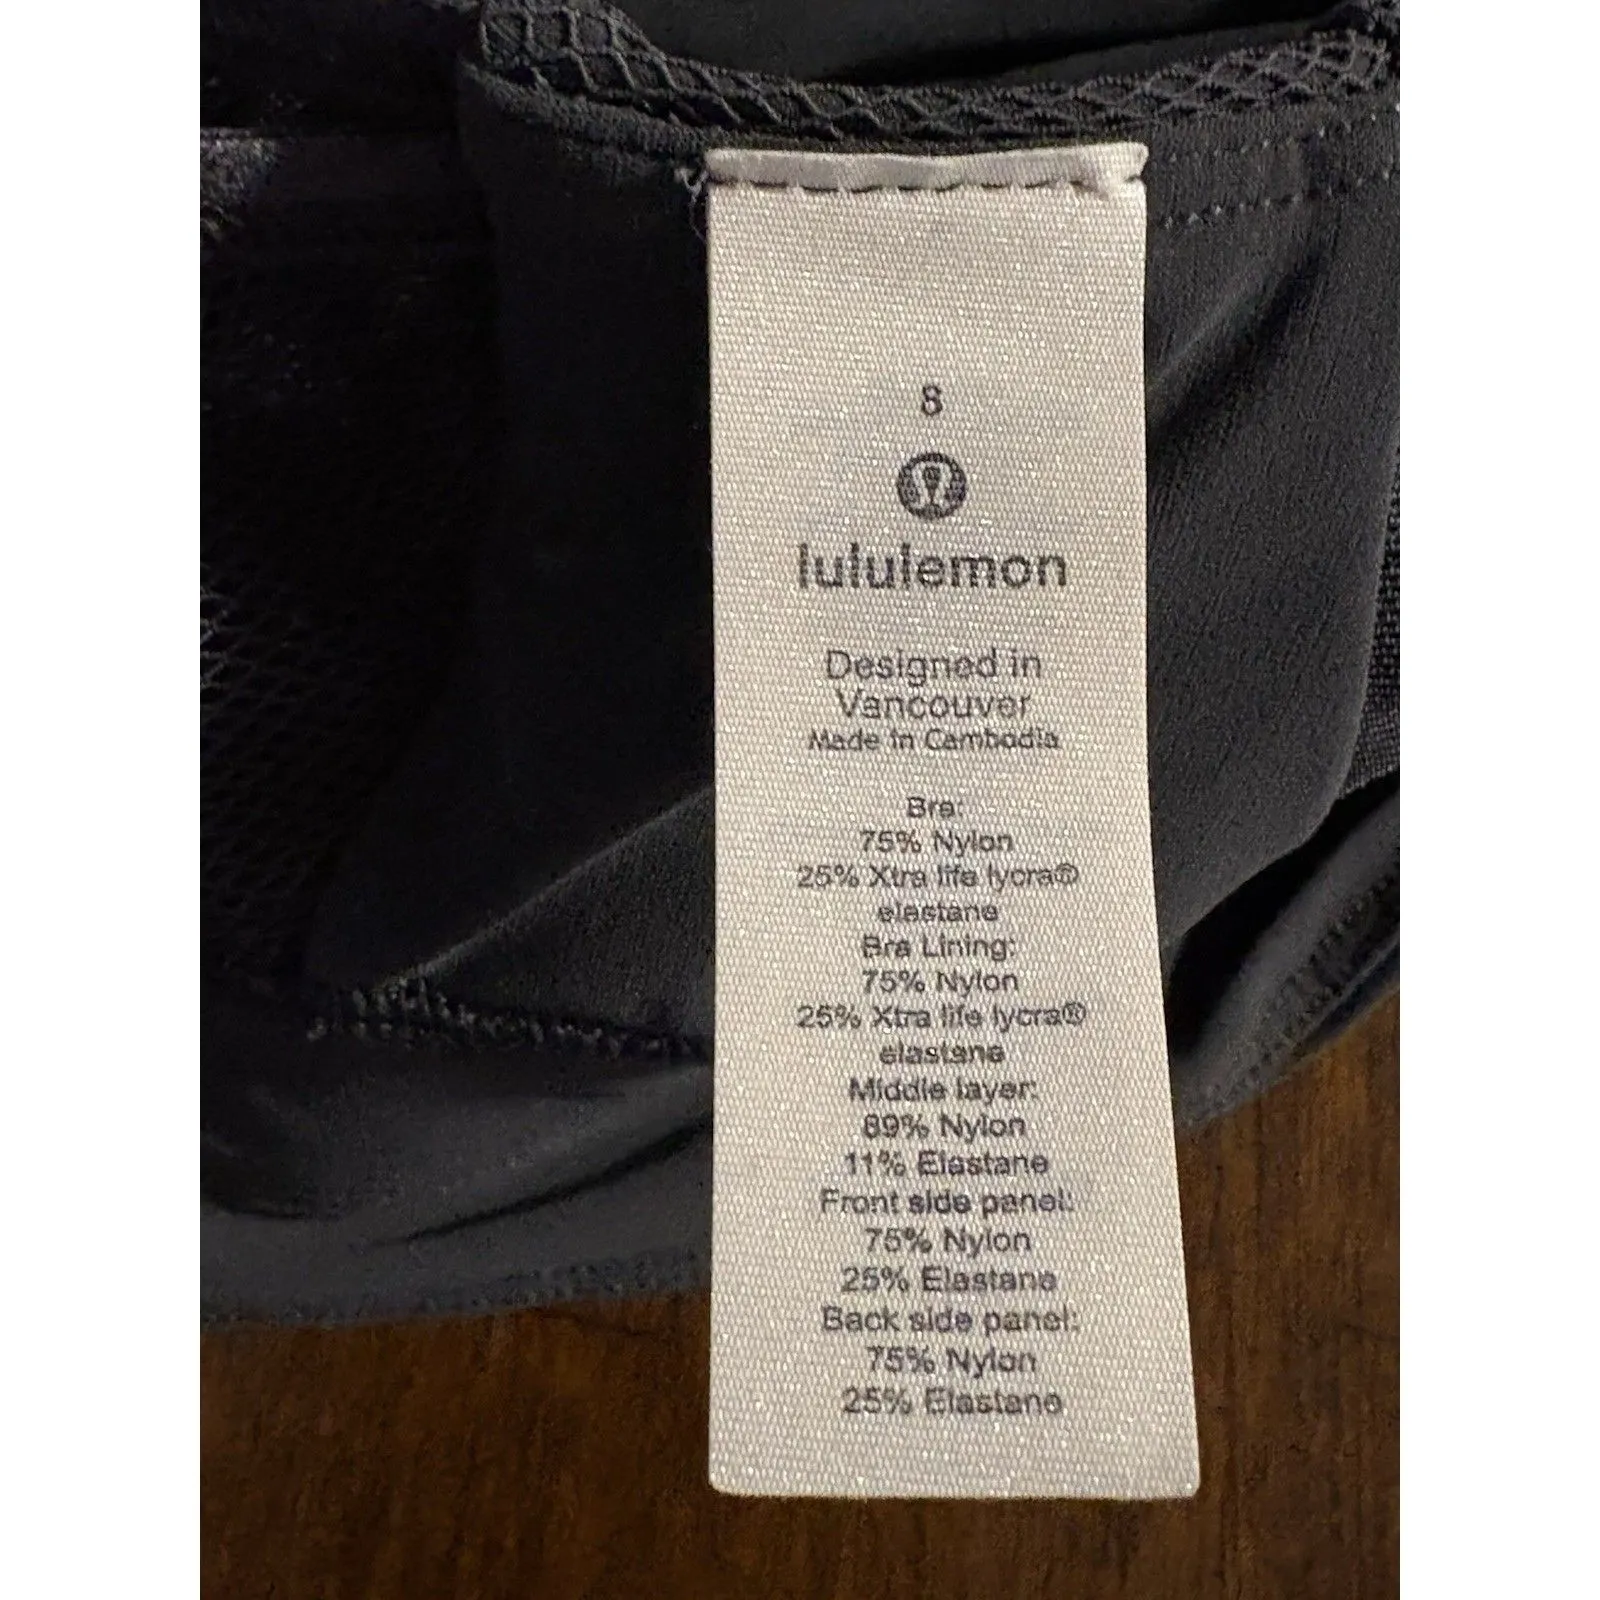 8
lululemon
Designed in
Vancouver
Made in Cambodia
Bra:
75% Nylon
25% Xtra life lycra®
elastane
Bra Lining:
75% Nylon
25% Xtra life lycra®
elastane
Middle layer:
89% Nylon
11% Elastane
Front side panel:
75% Nylon
25% Elastane
Back side panel:
75% Nylon
25% Elastane